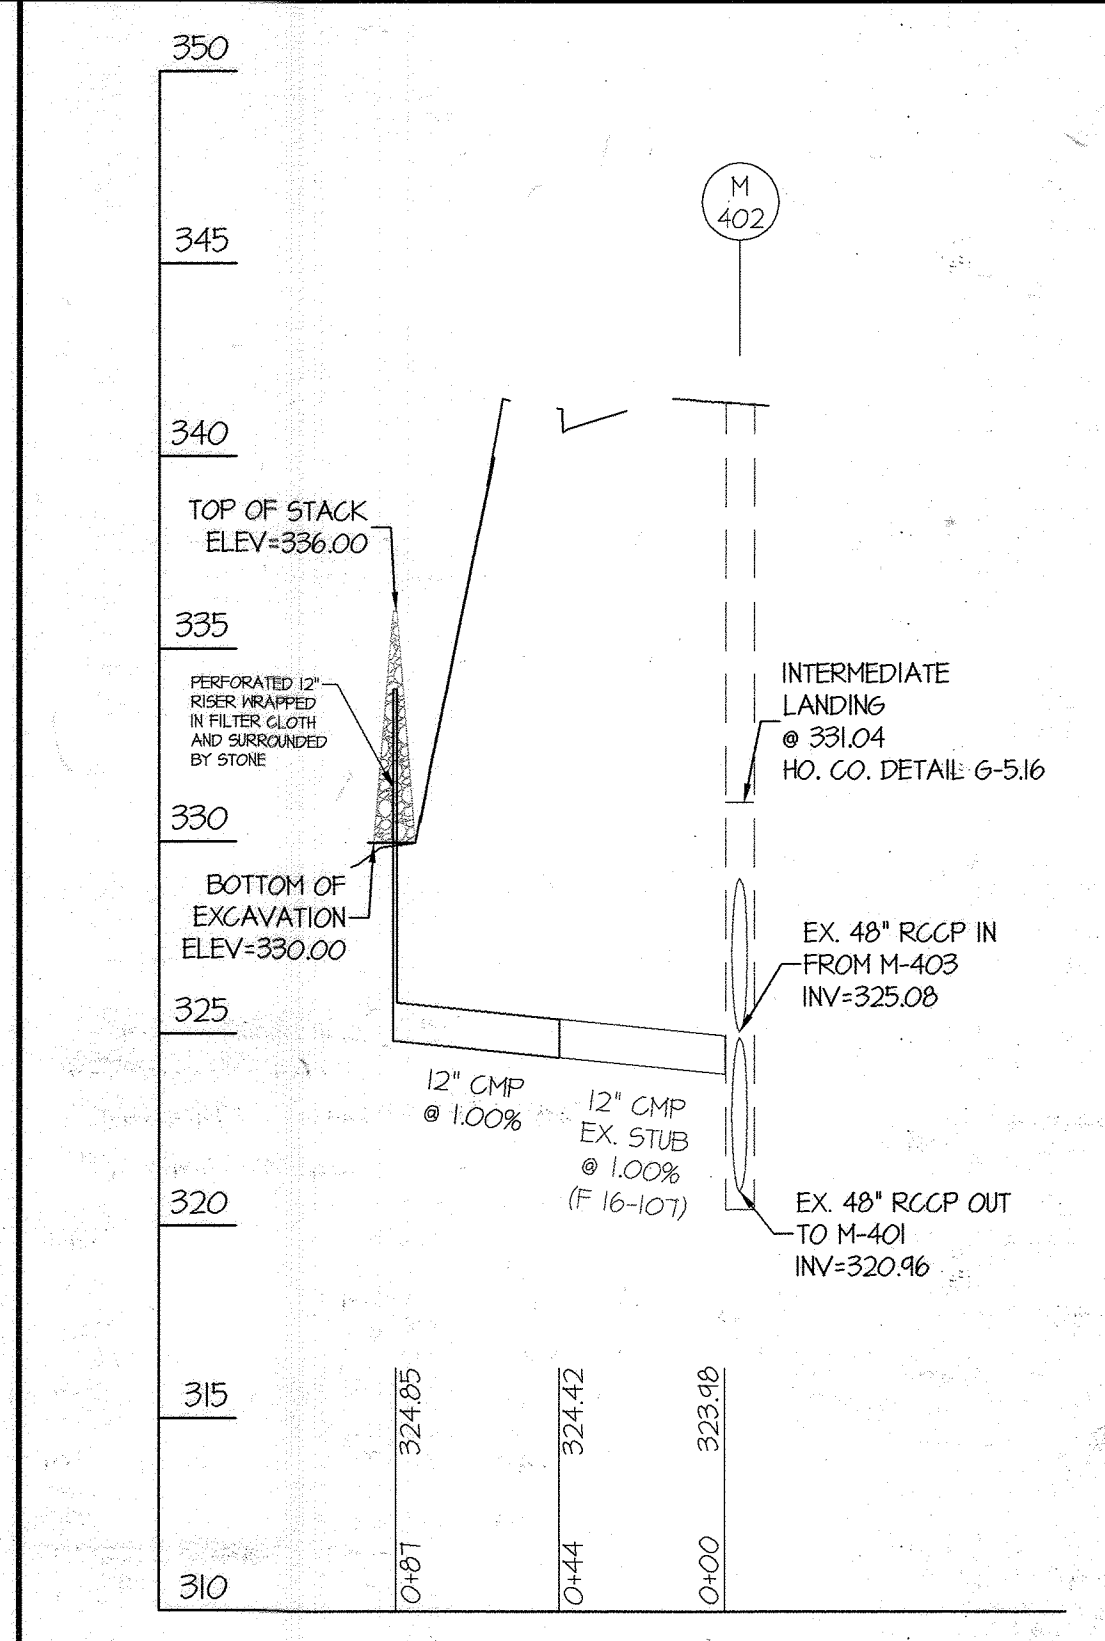 350
M
402
345
340
TOP OF STACK
ELEV=336.00
335
PERFORATED 12"
RISER WRAPPED
IN FILTER CLOTH
AND SURROUNDED
BY STONE
INTERMEDIATE
LANDING
@ 331.04
HO. CO. DETAIL G-5.16
330
BOTTOM OF
EXCAVATION
ELEV=330.00
EX. 48" RCCP IN
FROM M-403
INV=325.08
325
12" CMP
@ 1.00%
12" CMP
EX. STUB
@ 1.00%
(F 16-107)
320
EX. 48" RCCP OUT
TO M-401
INV=320.96
315
324.85
324.42
323.98
310
0+87
0+44
0+00